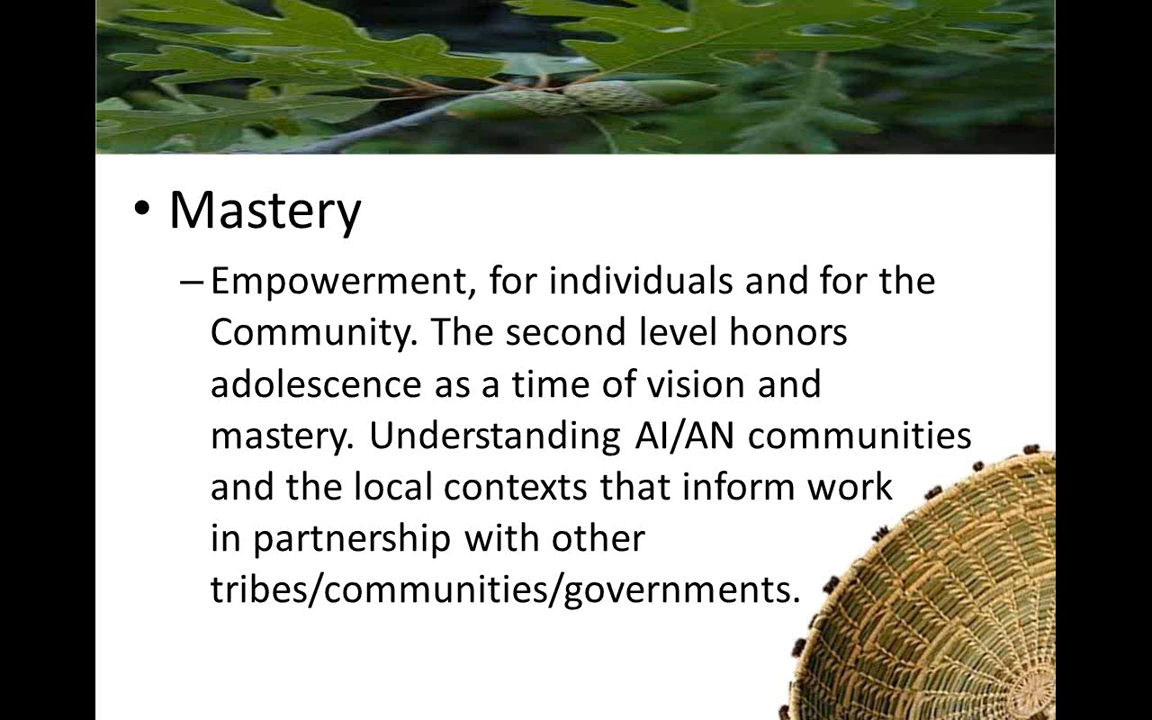 • Mastery
– Empowerment, for individuals and for the
Community. The second level honors
adolescence as a time of vision and
mastery. Understanding AI/AN communities
and the local contexts that inform work
in partnership with other
tribes/communities/governments.